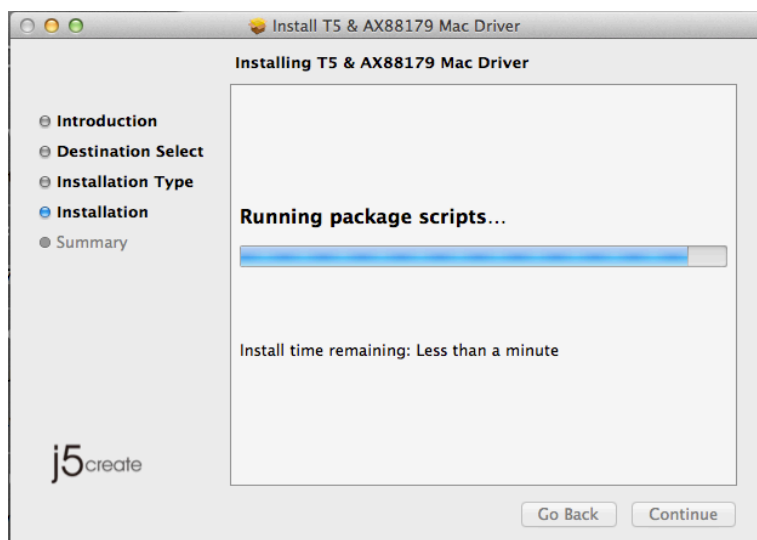 Install T5 & AX88179 Mac Driver
Installing T5 & AX88179 Mac Driver
Introduction
Destination Select
Installation Type
Installation
Summary
Running package scripts...
Install time remaining: Less than a minute
j5create
Go Back
Continue